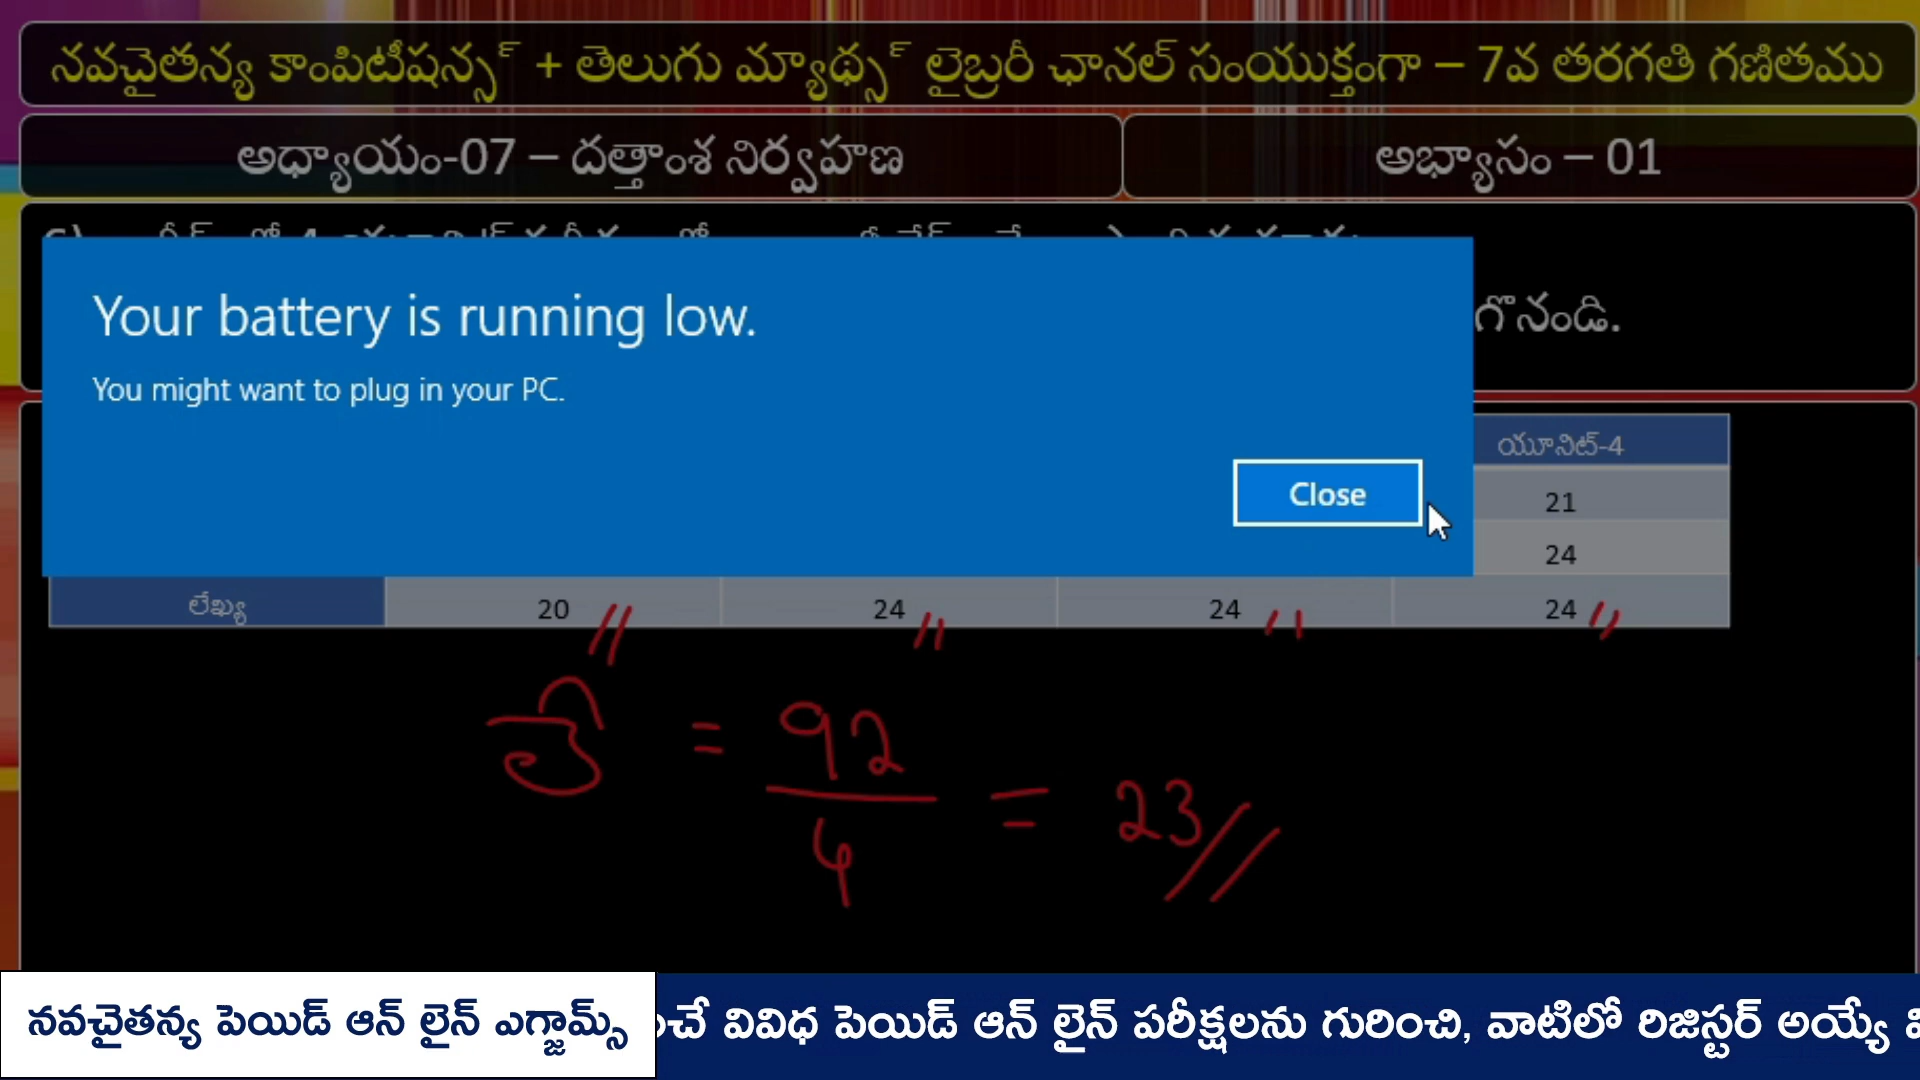 నవచైతన్య కాంపిటీషన్స్ + తెలుగు మ్యాథ్స్ లైబ్రరీ ఛానల్ సంయుక్తంగా – 7వ తరగతి గణితము
అధ్యాయం-07 – దత్తాంశ నిర్వహణ
అభ్యాసం – 01
గొనండి.
Your battery is running low.
You might want to plug in your PC.
Close
యూనిట్-4
21
24
లేఖ్య 20 24 24 24
లే = 92/4 = 23//
నవచైతన్య పెయిడ్ ఆన్ లైన్ ఎగ్జామ్స్
వివిధ పెయిడ్ ఆన్ లైన్ పరీక్షలను గురించి, వాటిలో రిజిస్టర్ అయ్యే